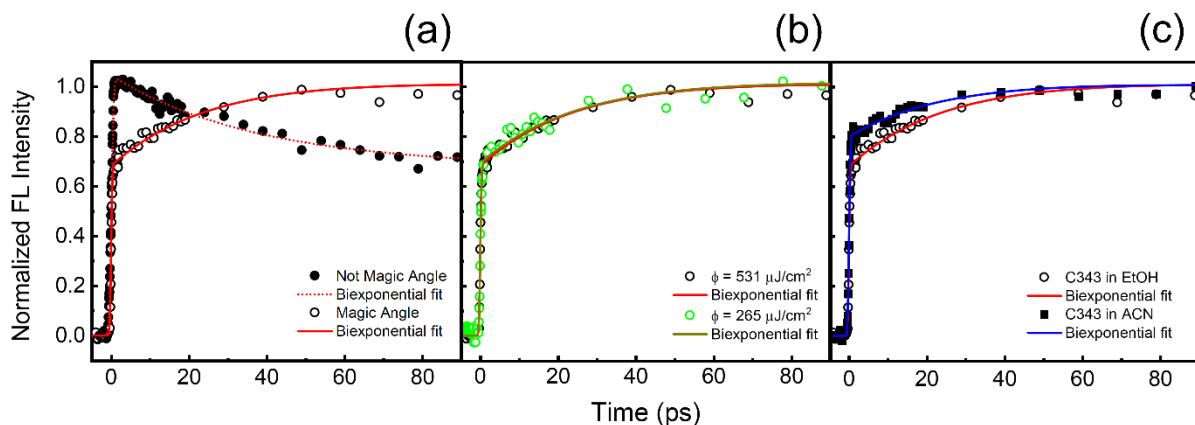 (a)
(b)
(c)
Normalized FL Intensity
1.0
0.8
0.6
0.4
0.2
0.0
Not Magic Angle
Biexponential fit
Magic Angle
Biexponential fit
ϕ = 531 μJ/cm²
Biexponential fit
ϕ = 265 μJ/cm²
Biexponential fit
C343 in EtOH
Biexponential fit
C343 in ACN
Biexponential fit
0 20 40 60 80 0 20 40 60 80 0 20 40 60 80
Time (ps)